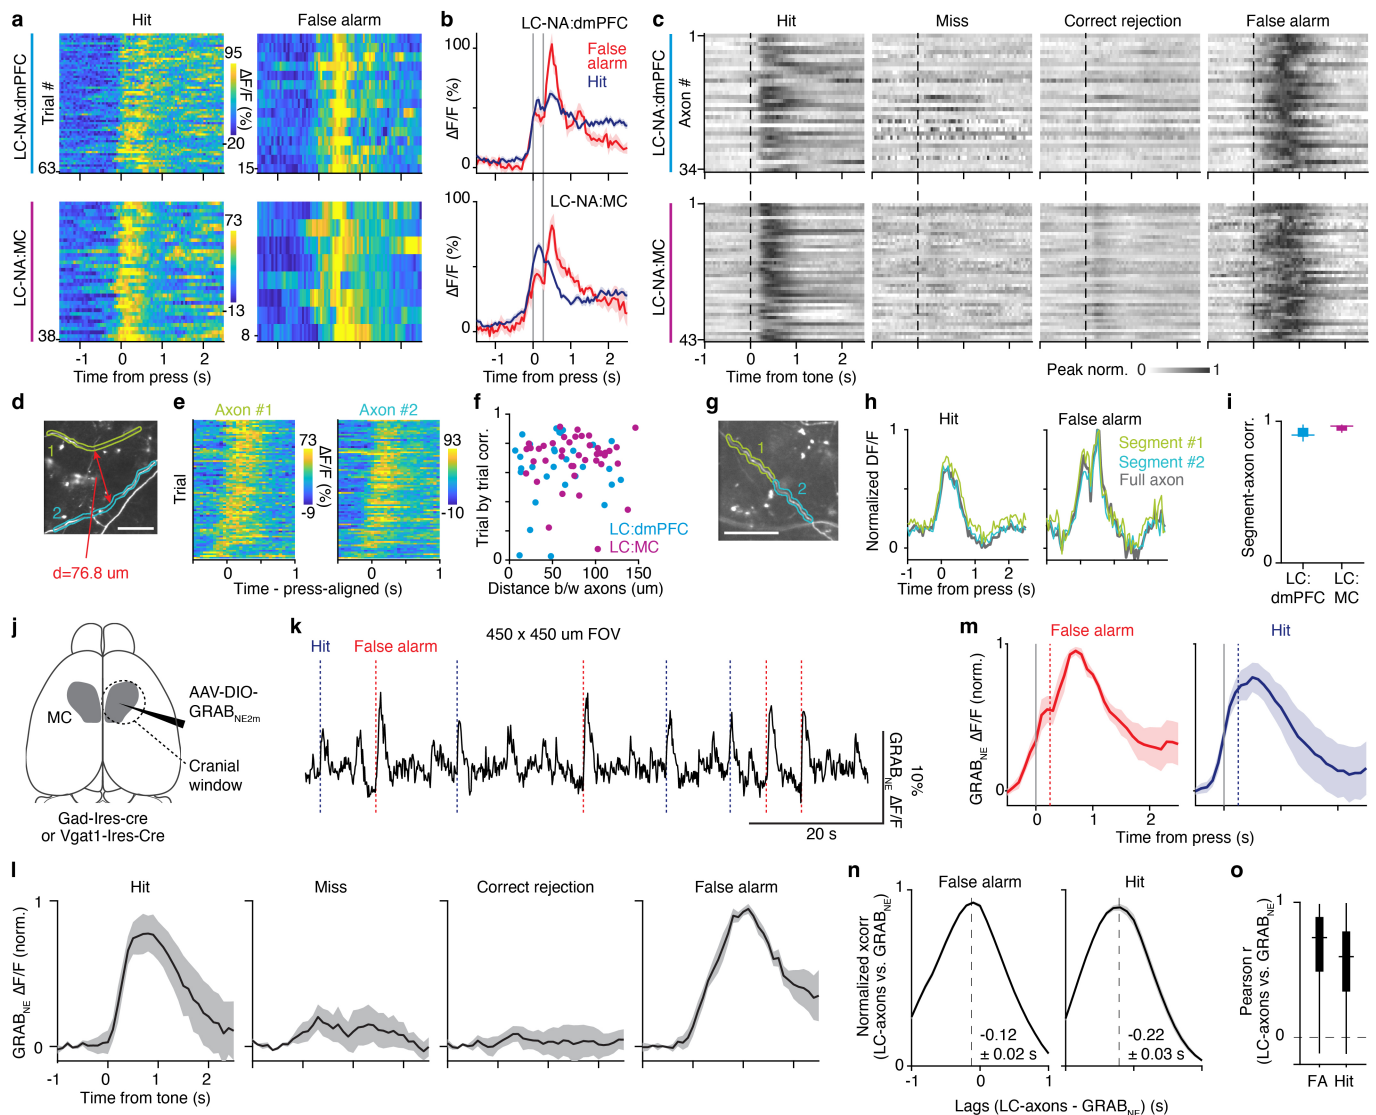 a
Hit
False alarm
LC-NA:dmPFC
Trial #
63
95
ΔF/F (%)
-20
15
LC-NA:MC
38
73
-13
8
-1 0 1 2
Time from press (s)
b
LC-NA:dmPFC
100
False
alarm
Hit
ΔF/F (%)
0
LC-NA:MC
100
ΔF/F (%)
0
-1 0 1 2
Time from press (s)
c
Hit
Miss
Correct rejection
False alarm
LC-NA:dmPFC
Axon #
1
34
LC-NA:MC
1
43
-1 0 1 2
Time from tone (s)
Peak norm. 0 1
d
1
2
d=76.8 um
e
Axon #1
Axon #2
Trial
73
ΔF/F (%)
-9
93
-10
0 1 0 1
Time - press-aligned (s)
f
Trial by trial corr.
1
0
LC:dmPFC
LC:MC
0 50 100 150
Distance b/w axons (um)
g
1
2
h
Hit
False alarm
Normalized DF/F
1
0
Segment #1
Segment #2
Full axon
-1 0 1 2
Time from press (s)
i
Segment-axon corr.
1
0
LC:
dmPFC
LC:
MC
j
MC
AAV-DIO-
GRABNE2m
Cranial
window
Gad-Ires-cre
or Vgat1-Ires-Cre
k
450 x 450 um FOV
Hit
False alarm
10%
GRABNE ΔF/F
20 s
m
False alarm
Hit
GRABNE ΔF/F (norm.)
1
0
0 1 2
Time from press (s)
l
Hit
Miss
Correct rejection
False alarm
GRABNE ΔF/F (norm.)
1
0
-1 0 1 2
Time from tone (s)
n
False alarm
Hit
Normalized xcorr
(LC-axons vs. GRABNE)
1
0
-0.12
± 0.02 s
-0.22
± 0.03 s
-1 0 1
Lags (LC-axons - GRABNE) (s)
o
Pearson r
(LC-axons vs. GRABNE)
1
0
FA Hit